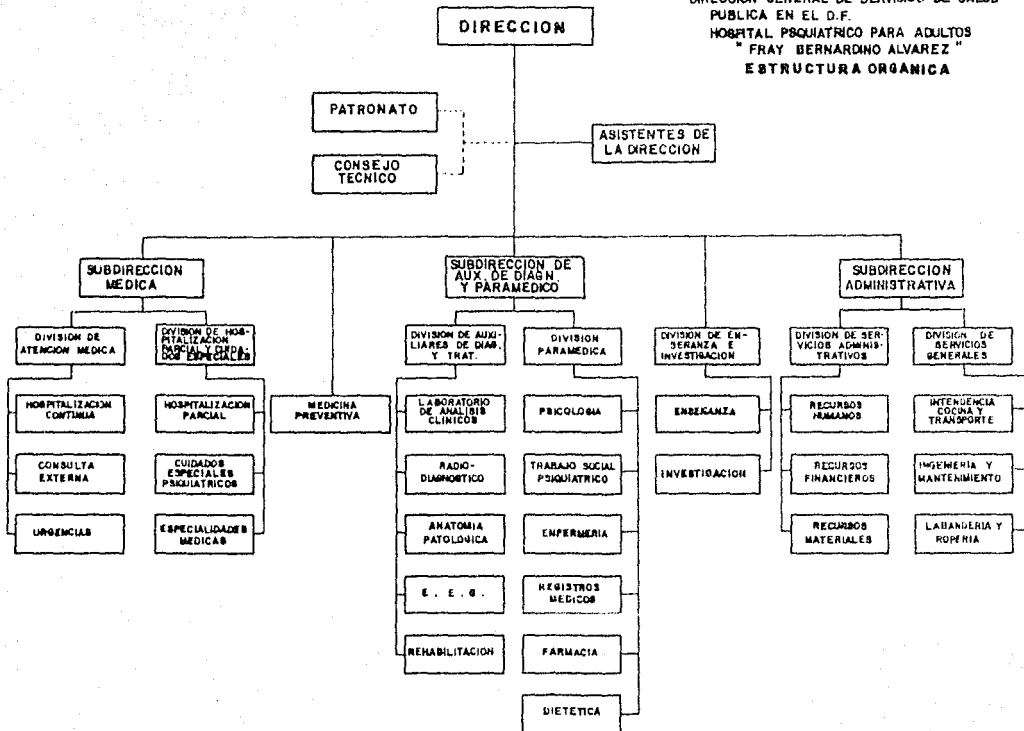 DIRECCION GENERAL DE SERVICIO DE SALUD
PUBLICA EN EL D.F.
HOSPITAL PSQUIATRICO PARA ADULTOS
" FRAY BERNARDINO ALVAREZ "
ESTRUCTURA ORGANICA
DIRECCION
PATRONATO
CONSEJO
TECNICO
ASISTENTES DE
LA DIRECCION
SUBDIRECCION
MEDICA
SUBDIRECCION DE
AUX. DE DIAGN.
Y PARAMEDICO
SUBDIRECCION
ADMINISTRATIVA
DIVISION DE
ATENCION MEDICA
DIVISION DE HOS-
PITALIZACION
PARCIAL Y CUIDA-
DOS ESPECIALES
DIVISION DE AUXI-
LIARES DE DIAG.
Y TRAT.
DIVISION
PARAMEDICA
DIVISION DE EN-
SEÑANZA E
INVESTIGACION
DIVISION DE SER-
VICIOS ADMINIS-
TRATIVOS
DIVISION DE
SERVICIOS
GENERALES
HOSPITALIZACION
CONTINUA
HOSPITALIZACION
PARCIAL
MEDICINA
PREVENTIVA
LABORATORIO
DE ANALISIS
CLINICOS
PSICOLOGIA
ENSEÑANZA
RECURSOS
HUMANOS
INTENDENCIA
COCINA Y
TRANSPORTE
CONSULTA
EXTERNA
CUIDADOS
ESPECIALES
PSIQUIATRICOS
RADIO-
DIAGNOSTICO
TRABAJO SOCIAL
PSIQUIATRICO
INVESTIGACION
RECURSOS
FINANCIEROS
INGENIERIA Y
MANTENIMIENTO
URGENCIAS
ESPECIALIDADES
MEDICAS
ANATOMIA
PATOLOGICA
ENFERMERIA
RECURSOS
MATERIALES
LABANDERIA Y
ROPERIA
E. E. G.
REGISTROS
MEDICOS
REHABILITACION
FARMACIA
DIETETICA